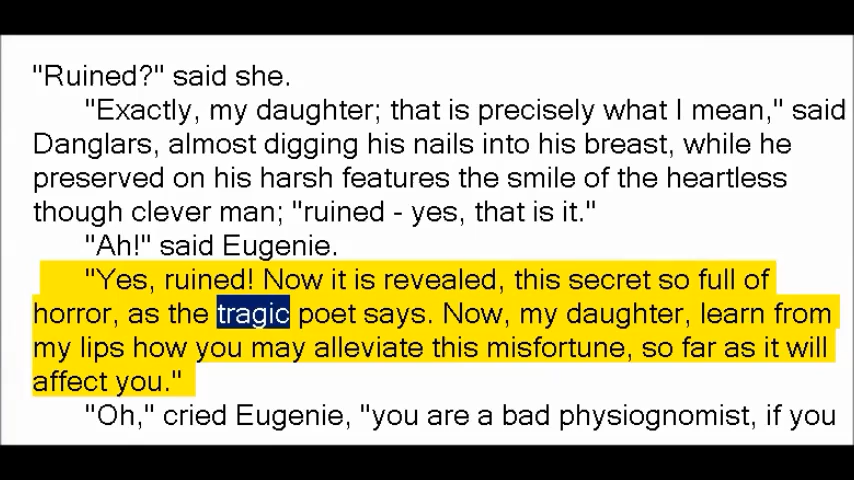 "Ruined?" said she.
"Exactly, my daughter; that is precisely what I mean," said
Danglars, almost digging his nails into his breast, while he
preserved on his harsh features the smile of the heartless
though clever man; "ruined - yes, that is it."
"Ah!" said Eugenie.
"Yes, ruined! Now it is revealed, this secret so full of
horror, as the tragic poet says. Now, my daughter, learn from
my lips how you may alleviate this misfortune, so far as it will
affect you."
"Oh," cried Eugenie, "you are a bad physiognomist, if you